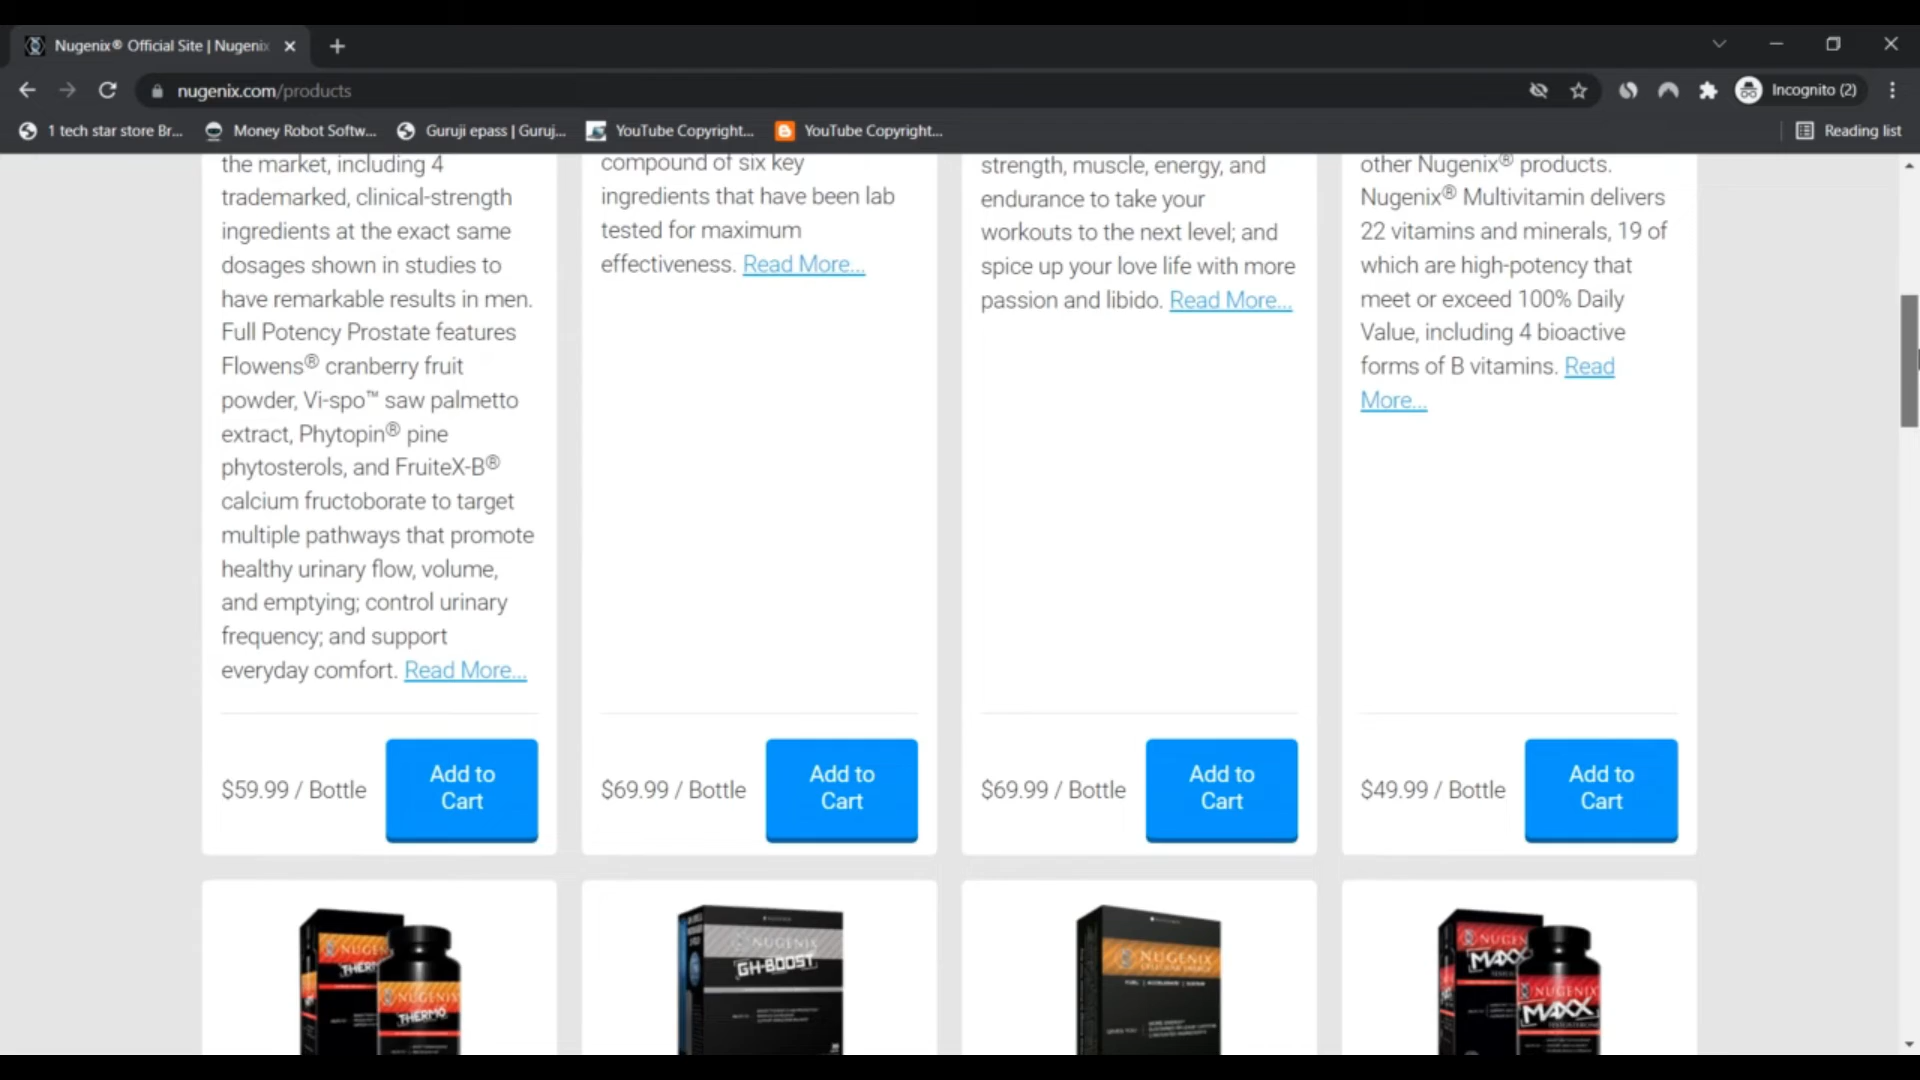 Nugenix® Official Site | Nugenix
nugenix.com/products
Incognito (2)
1 tech star store Br...
Money Robot Softw...
Guruji epass | Guruj...
YouTube Copyright...
YouTube Copyright...
Reading list
the market, including 4
trademarked, clinical-strength
ingredients at the exact same
dosages shown in studies to
have remarkable results in men.
Full Potency Prostate features
Flowens® cranberry fruit
powder, Vi-spo™ saw palmetto
extract, Phytopin® pine
phytosterols, and FruiteX-B®
calcium fructoborate to target
multiple pathways that promote
healthy urinary flow, volume,
and emptying; control urinary
frequency; and support
everyday comfort. Read More...
$59.99 / Bottle
Add to
Cart
compound of six key
ingredients that have been lab
tested for maximum
effectiveness. Read More...
$69.99 / Bottle
Add to
Cart
strength, muscle, energy, and
endurance to take your
workouts to the next level; and
spice up your love life with more
passion and libido. Read More...
$69.99 / Bottle
Add to
Cart
other Nugenix® products.
Nugenix® Multivitamin delivers
22 vitamins and minerals, 19 of
which are high-potency that
meet or exceed 100% Daily
Value, including 4 bioactive
forms of B vitamins. Read
More...
$49.99 / Bottle
Add to
Cart
NUGENIX
THERMO
NUGENIX
GH-BOOST
NUGENIX
NUGENIX
MAXX